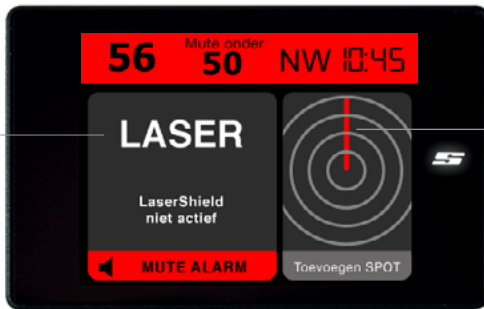 56
Mute onder
50
NW 10:45
LASER
LaserShield
niet actief
MUTE ALARM
Toevoegen SPOT
S